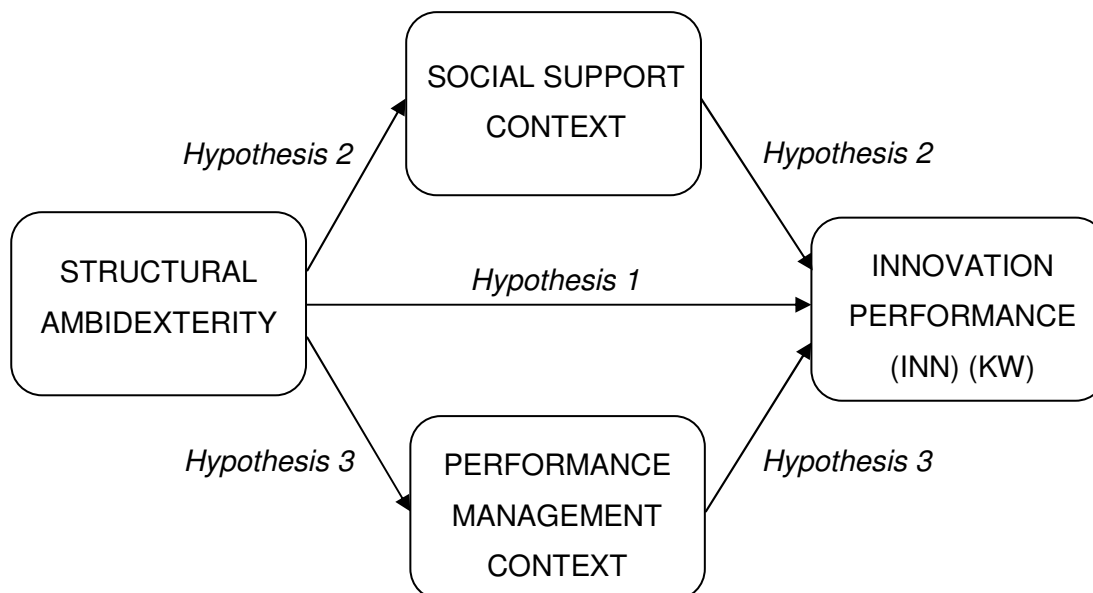 SOCIAL SUPPORT
CONTEXT
Hypothesis 2
Hypothesis 2
STRUCTURAL
AMBIDEXTERITY
Hypothesis 1
INNOVATION
PERFORMANCE
(INN) (KW)
Hypothesis 3
Hypothesis 3
PERFORMANCE
MANAGEMENT
CONTEXT